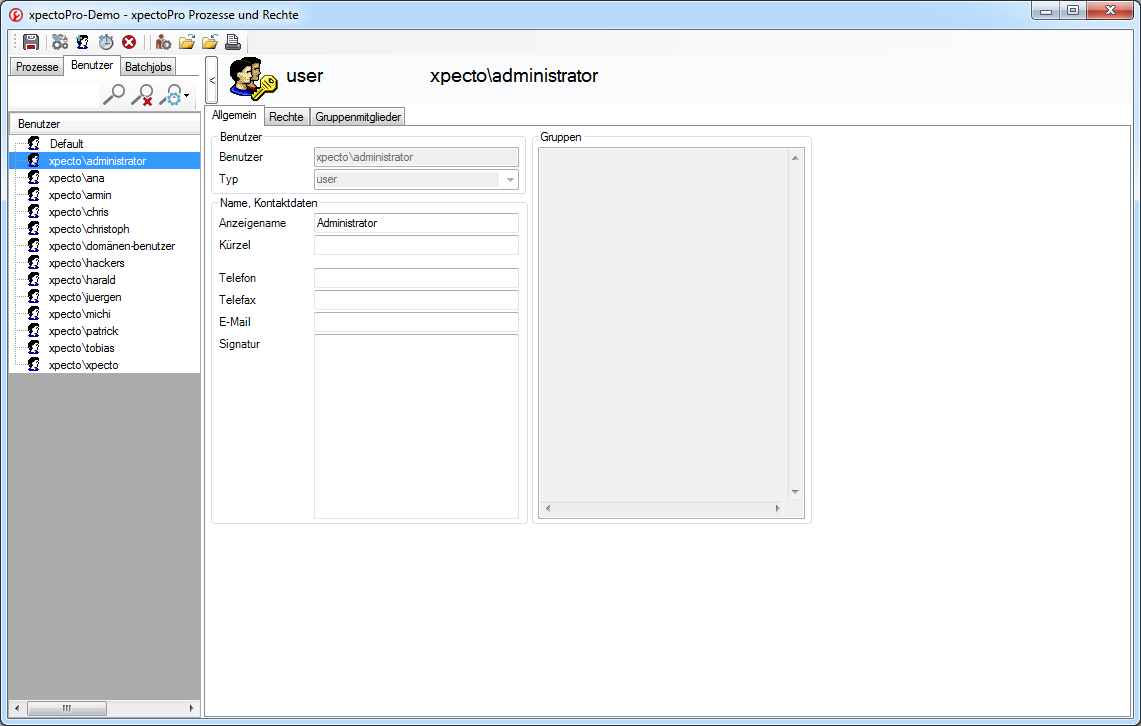 xpectoPro-Demo - xpectoPro Prozesse und Rechte
Prozesse Benutzer Batchjobs
Benutzer
Default
xpecto\administrator
xpecto\ana
xpecto\armin
xpecto\chris
xpecto\christoph
xpecto\domänen-benutzer
xpecto\hackers
xpecto\harald
xpecto\juergen
xpecto\michi
xpecto\patrick
xpecto\tobias
xpecto\xpecto
<
user xpecto\administrator
Allgemein Rechte Gruppenmitglieder
Benutzer
Benutzer xpecto\administrator
Typ user
Name, Kontaktdaten
Anzeigename Administrator
Kürzel
Telefon
Telefax
E-Mail
Signatur
Gruppen